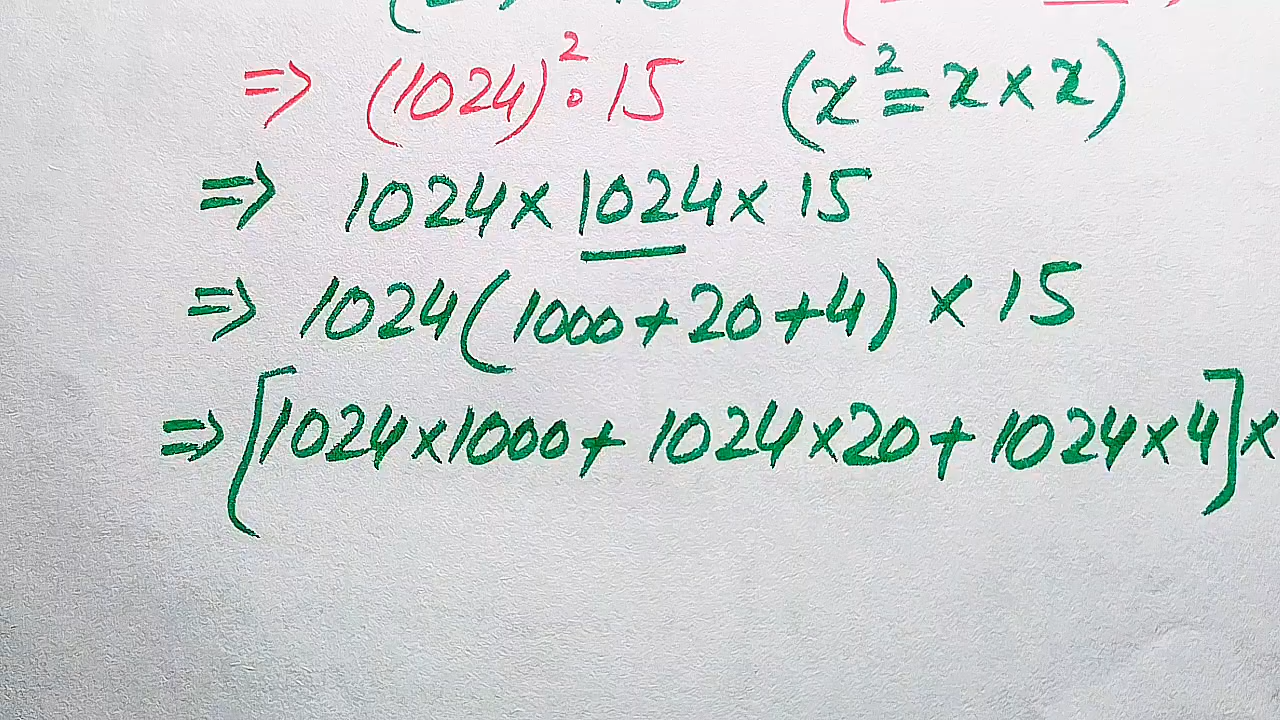 => (1024)² · 15 (x² = x × x)
=> 1024 × 1024 × 15
=> 1024 (1000 + 20 + 4) × 15
=> [1024 × 1000 + 1024 × 20 + 1024 × 4] ×